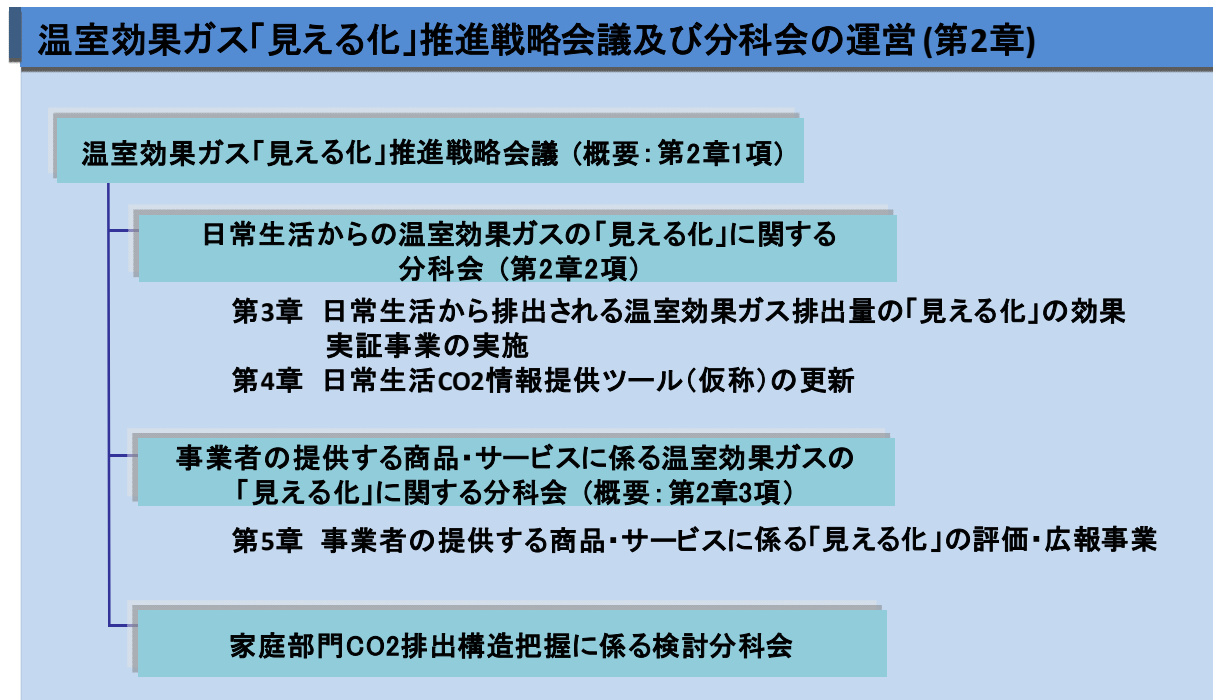 温室効果ガス「見える化」推進戦略会議及び分科会の運営(第2章)
温室効果ガス「見える化」推進戦略会議（概要：第2章1項）
日常生活からの温室効果ガスの「見える化」に関する
分科会（第2章2項）
第3章　日常生活から排出される温室効果ガス排出量の「見える化」の効果
実証事業の実施
第4章　日常生活CO2情報提供ツール（仮称）の更新
事業者の提供する商品・サービスに係る温室効果ガスの
「見える化」に関する分科会（概要：第2章3項）
第5章　事業者の提供する商品・サービスに係る「見える化」の評価・広報事業
家庭部門CO2排出構造把握に係る検討分科会